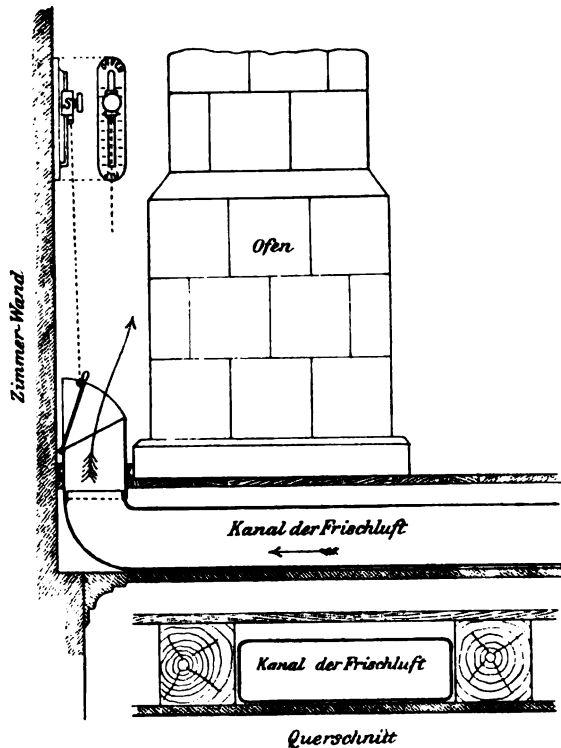 S
Ofen
Zimmer-Wand
Kanal der Frischluft
Kanal der Frischluft
Querschnitt